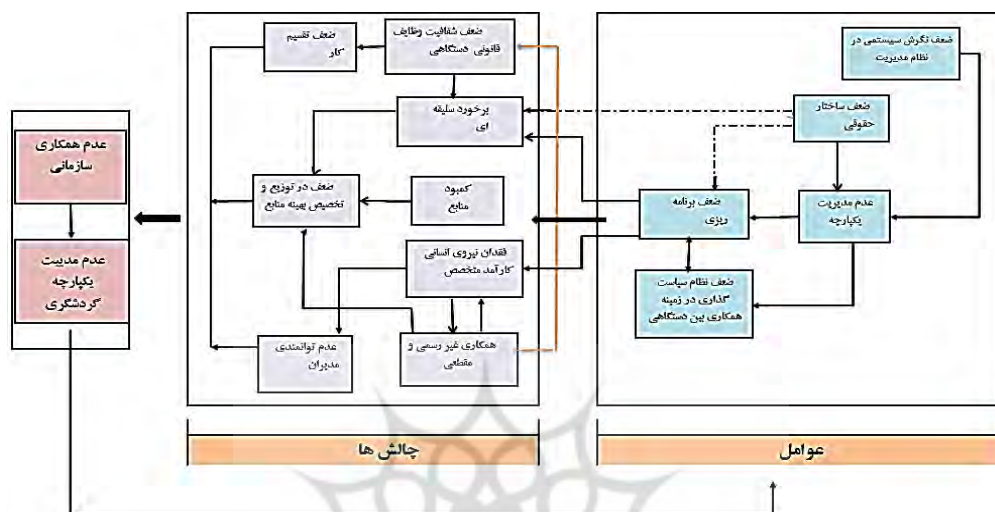 ضعف نگرش سیستمی در
نظام مدیریت
ضعف ساختار
حقوقی
عدم مدیریت
یکپارچه
ضعف برنامه
ریزی
ضعف نظام سیاست
گذاری در زمینه
همکاری بین دستگاهی
عوامل
ضعف شفافیت وظایف
قانونی دستگاهی
ضعف تقسیم
کار
برخورد سلیقه
ای
کمبود
منابع
ضعف در توزیع و
تخصیص بهینه منابع
فقدان نیروی انسانی
کارآمد متخصص
همکاری غیر رسمی و
مقطعی
عدم توانمندی
مدیران
چالش ها
عدم همکاری
سازمانی
عدم مدیت
یکپارچه
گردشگری